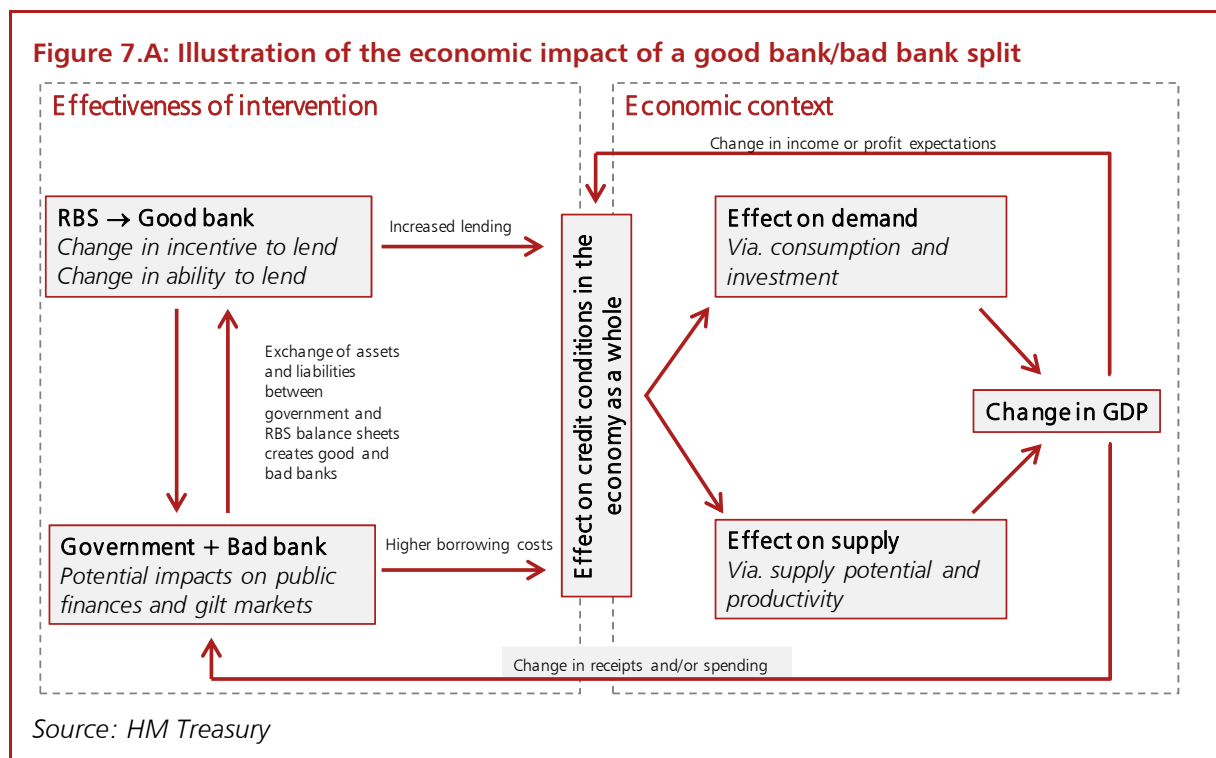 Figure 7.A: Illustration of the economic impact of a good bank/bad bank split
Effectiveness of intervention
Economic context
Change in income or profit expectations
RBS → Good bank
Change in incentive to lend
Change in ability to lend
Increased lending
Exchange of assets
and liabilities
between
government and
RBS balance sheets
creates good and
bad banks
Government + Bad bank
Potential impacts on public
finances and gilt markets
Higher borrowing costs
Effect on credit conditions in the
economy as a whole
Effect on demand
Via. consumption and
investment
Change in GDP
Effect on supply
Via. supply potential and
productivity
Change in receipts and/or spending
Source: HM Treasury